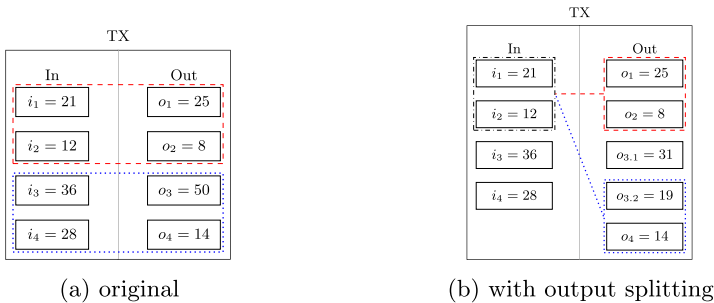 TX
In Out
i₁ = 21 o₁ = 25
i₂ = 12 o₂ = 8
i₃ = 36 o₃ = 50
i₄ = 28 o₄ = 14
(a) original
TX
In Out
i₁ = 21 o₁ = 25
i₂ = 12 o₂ = 8
i₃ = 36 o₃.₁ = 31
i₄ = 28 o₃.₂ = 19
o₄ = 14
(b) with output splitting